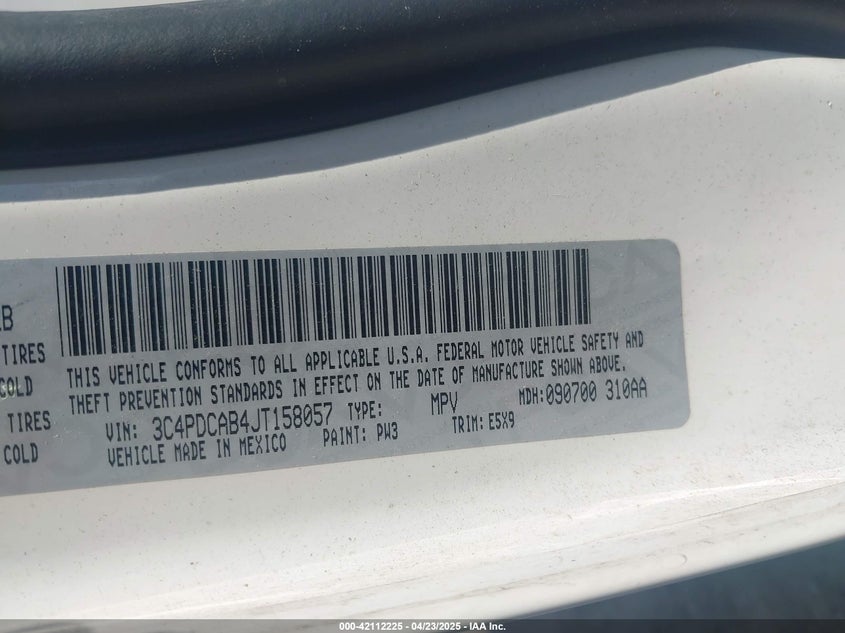 LB
TIRES
COLD
TIRES
COLD
THIS VEHICLE CONFORMS TO ALL APPLICABLE U.S.A. FEDERAL MOTOR VEHICLE SAFETY AND
THEFT PREVENTION STANDARDS IN EFFECT ON THE DATE OF MANUFACTURE SHOWN ABOVE.
VIN: 3C4PDCAB4JT158057 TYPE: MPV MDH:090700 310AA
VEHICLE MADE IN MEXICO PAINT: PW3 TRIM: E5X9
000-42112225 - 04/23/2025 - IAA Inc.